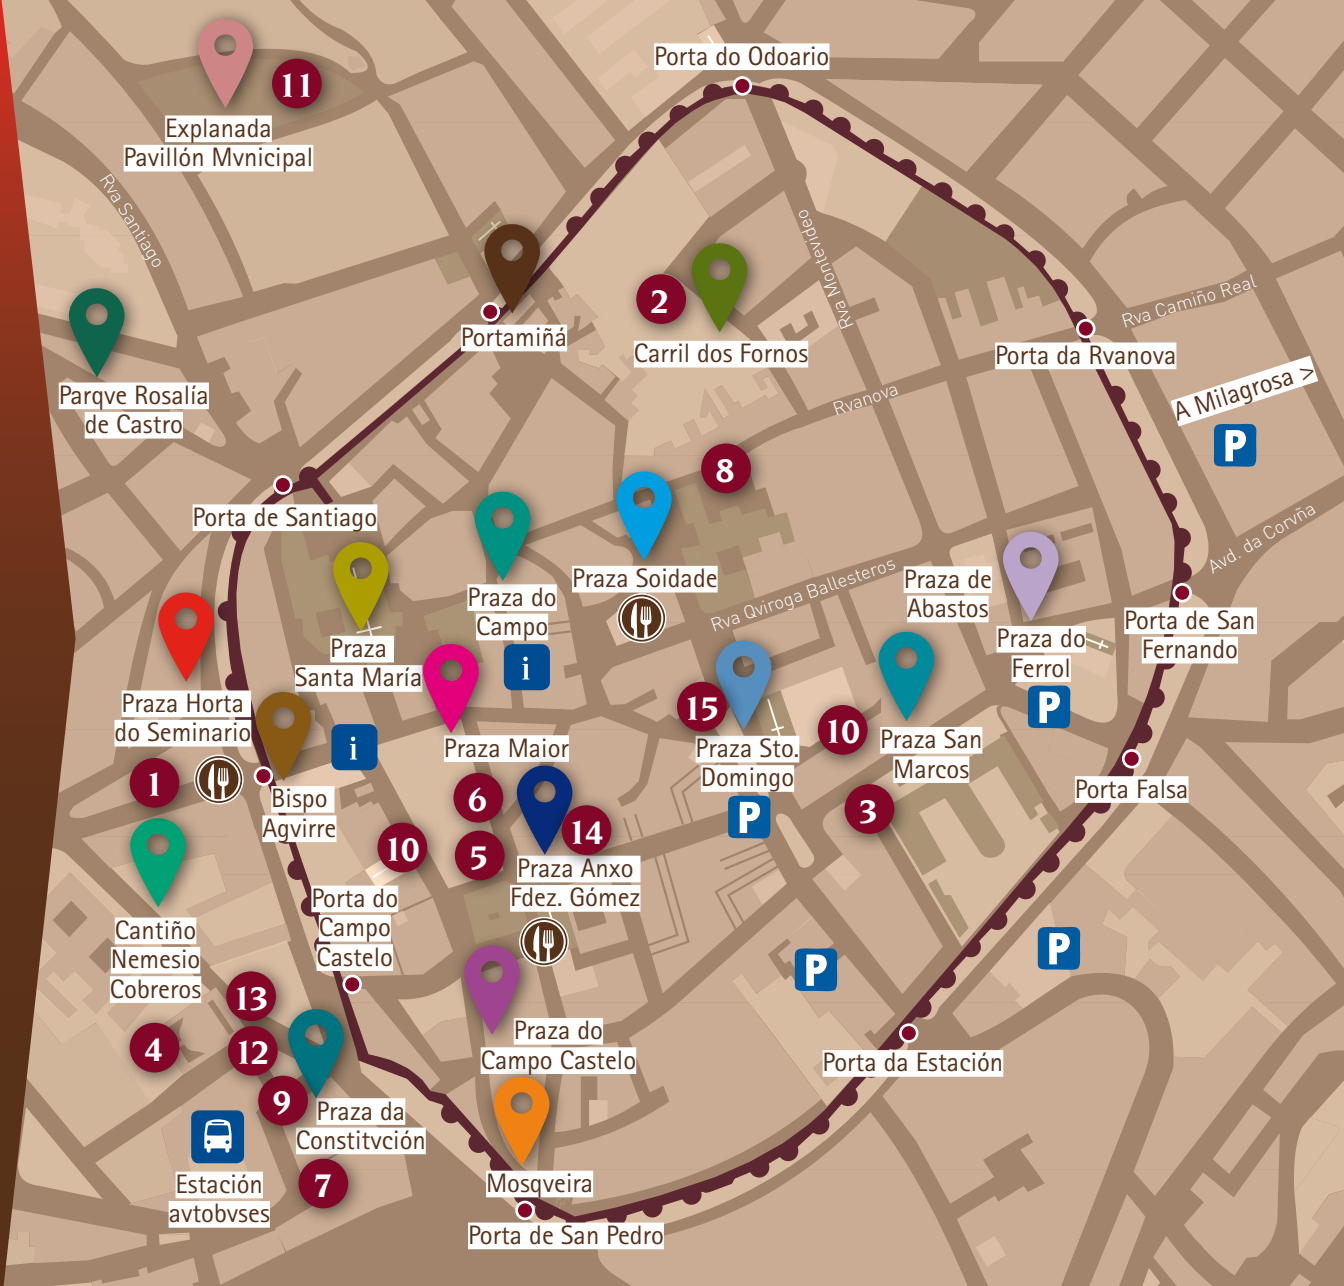 Porta do Odoario
11
Explanada
Pavillón Mvnicipal
Rva Santiago
Rva Montevideo
2
Carril dos Fornos
Portamiñá
Rva Camiño Real
Porta da Rvanova
A Milagrosa >
P
Parqve Rosalía
de Castro
Rvanova
8
Porta de Santiago
Avd. da Corvña
Praza Soidade
Rva Qviroga Ballesteros
Praza de
Abastos
Praza do
Campo
i
Praza do
Ferrol
P
Porta de San
Fernando
Praza
Santa María
Praza Horta
do Seminario
i
1
Praza Maior
15
Praza Sto.
Domingo
P
10
Praza San
Marcos
3
Porta Falsa
Bispo
Agvirre
6
14
5
10
Praza Anxo
Fdez. Gómez
Porta do
Campo
Castelo
Cantiño
Nemesio
Cobreros
P
P
13
4
12
9
Praza do
Campo Castelo
Porta da Estación
Praza da
Constitvción
Estación
avtobvses
7
Mosqveira
Porta de San Pedro